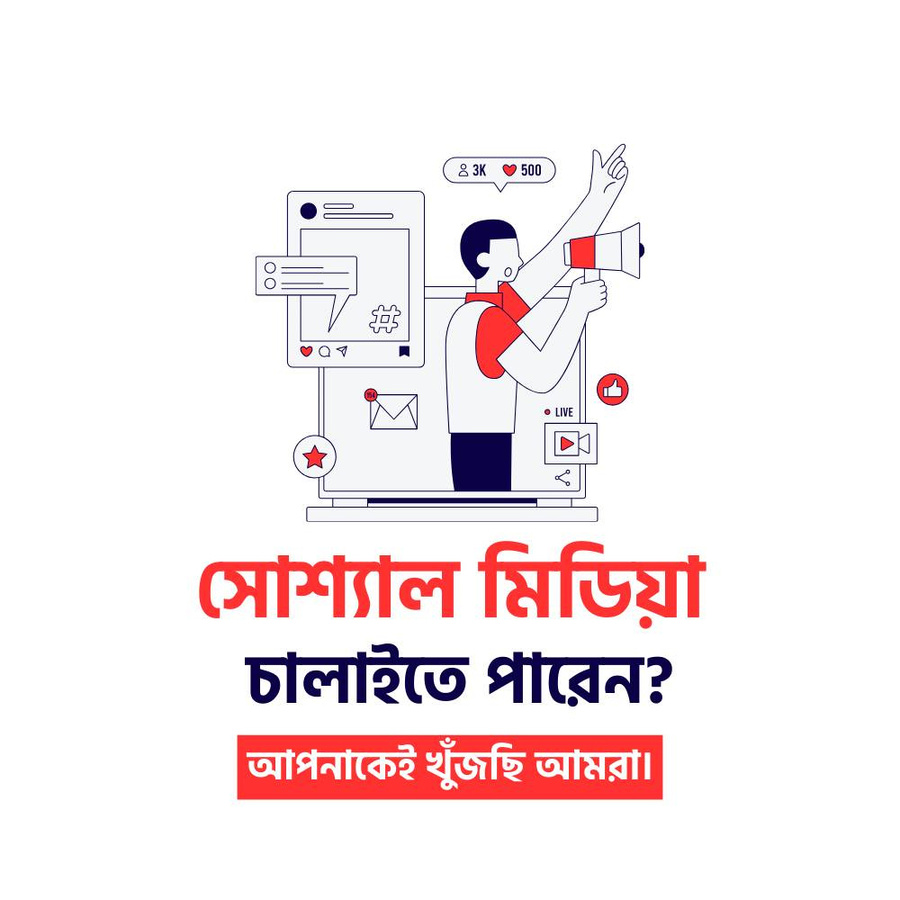 3K 500
LIVE
সোশ্যাল মিডিয়া
চালাইতে পারেন?
আপনাকেই খুঁজছি আমরা।